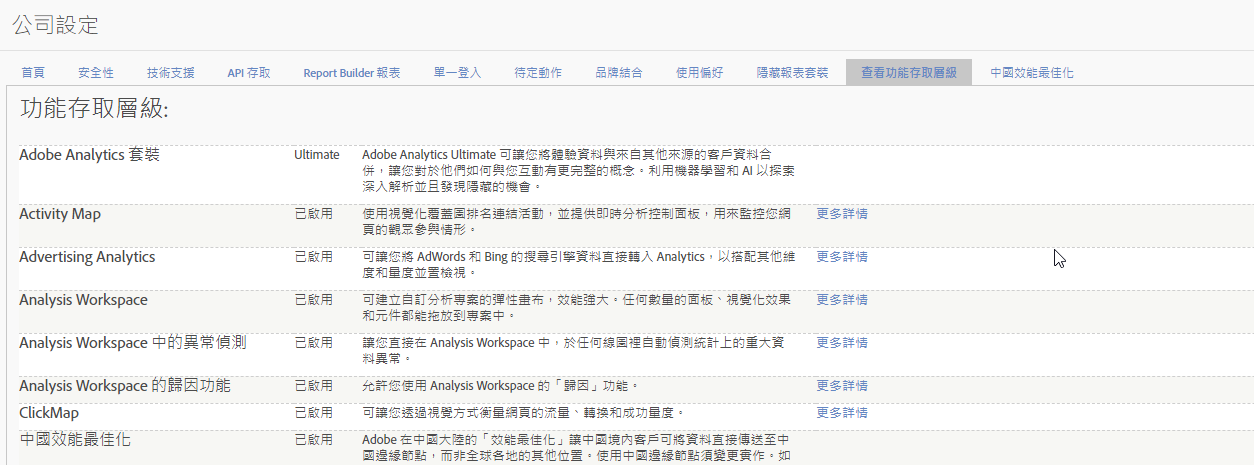 公司設定
首頁 安全性 技術支援 API 存取 Report Builder 報表 單一登入 待定動作 品牌結合 使用偏好 隱藏報表套裝 查看功能存取層級 中國效能最佳化
功能存取層級:
Adobe Analytics 套裝 Ultimate Adobe Analytics Ultimate 可讓您將體驗資料與來自其他來源的客戶資料合
併，讓您對於他們如何與您互動有更完整的概念。利用機器學習和 AI 以探索
深入解析並且發現隱藏的機會。
Activity Map 已啟用 使用視覺化覆蓋圖排名連結活動，並提供即時分析控制面板，用來監控您網 更多詳情
頁的觀眾參與情形。
Advertising Analytics 已啟用 可讓您將 AdWords 和 Bing 的搜尋引擎資料直接轉入 Analytics，以搭配其他維 更多詳情
度和量度並置檢視。
Analysis Workspace 已啟用 可建立自訂分析專案的彈性畫布，效能強大。任何數量的面板、視覺化效果 更多詳情
和元件都能拖放到專案中。
Analysis Workspace 中的異常偵測 已啟用 讓您直接在 Analysis Workspace 中，於任何線圖裡自動偵測統計上的重大資 更多詳情
料異常。
Analysis Workspace 的歸因功能 已啟用 允許您使用 Analysis Workspace 的「歸因」功能。 更多詳情
ClickMap 已啟用 可讓您透過視覺方式衡量網頁的流量、轉換和成功量度。 更多詳情
中國效能最佳化 已啟用 Adobe 在中國大陸的「效能最佳化」讓中國境內客戶可將資料直接傳送至中
國邊緣節點，而非全球各地的其他位置。使用中國邊緣節點須變更實作。如